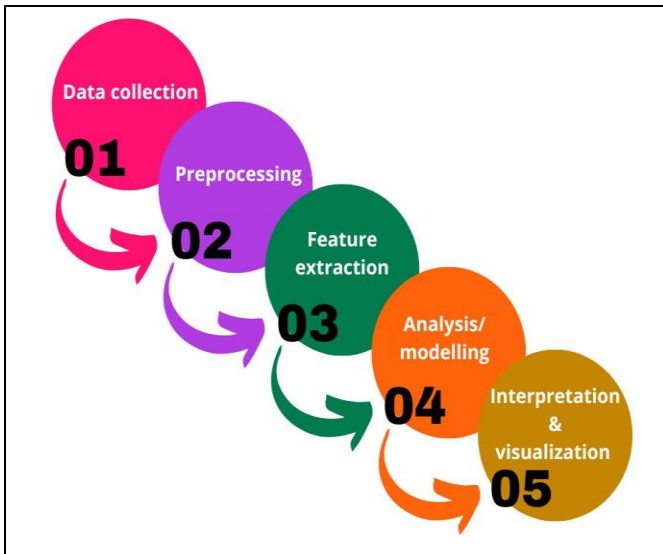 Data collection
01
Preprocessing
02
Feature
extraction
03
Analysis/
modelling
04
Interpretation
&
visualization
05